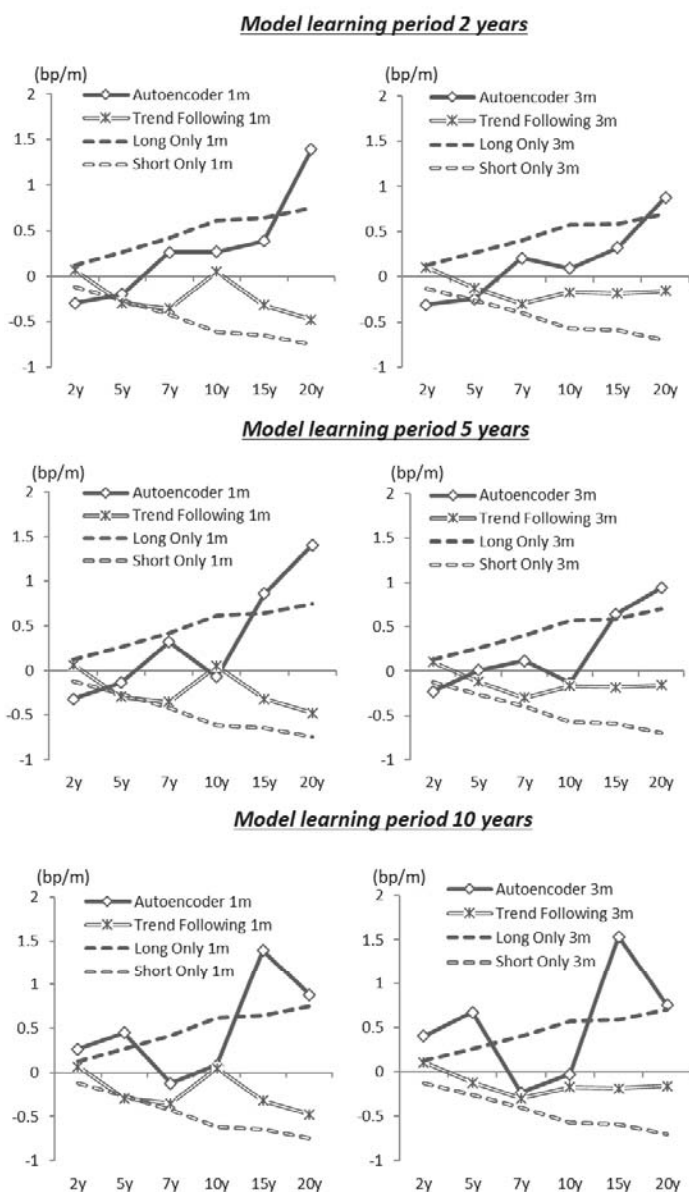 Model learning period 2 years
(bp/m)
2
1.5
1
0.5
0
-0.5
-1
Autoencoder 1m
Trend Following 1m
Long Only 1m
Short Only 1m
2y 5y 7y 10y 15y 20y
(bp/m)
2
1.5
1
0.5
0
-0.5
-1
Autoencoder 3m
Trend Following 3m
Long Only 3m
Short Only 3m
2y 5y 7y 10y 15y 20y
Model learning period 5 years
(bp/m)
2
1.5
1
0.5
0
-0.5
-1
Autoencoder 1m
Trend Following 1m
Long Only 1m
Short Only 1m
2y 5y 7y 10y 15y 20y
2
1.5
1
0.5
0
-0.5
-1
Autoencoder 3m
Trend Following 3m
Long Only 3m
Short Only 3m
2y 5y 7y 10y 15y 20y
Model learning period 10 years
(bp/m)
2
1.5
1
0.5
0
-0.5
-1
Autoencoder 1m
Trend Following 1m
Long Only 1m
Short Only 1m
2y 5y 7y 10y 15y 20y
(bp/m)
2
1.5
1
0.5
0
-0.5
-1
Autoencoder 3m
Trend Following 3m
Long Only 3m
Short Only 3m
2y 5y 7y 10y 15y 20y